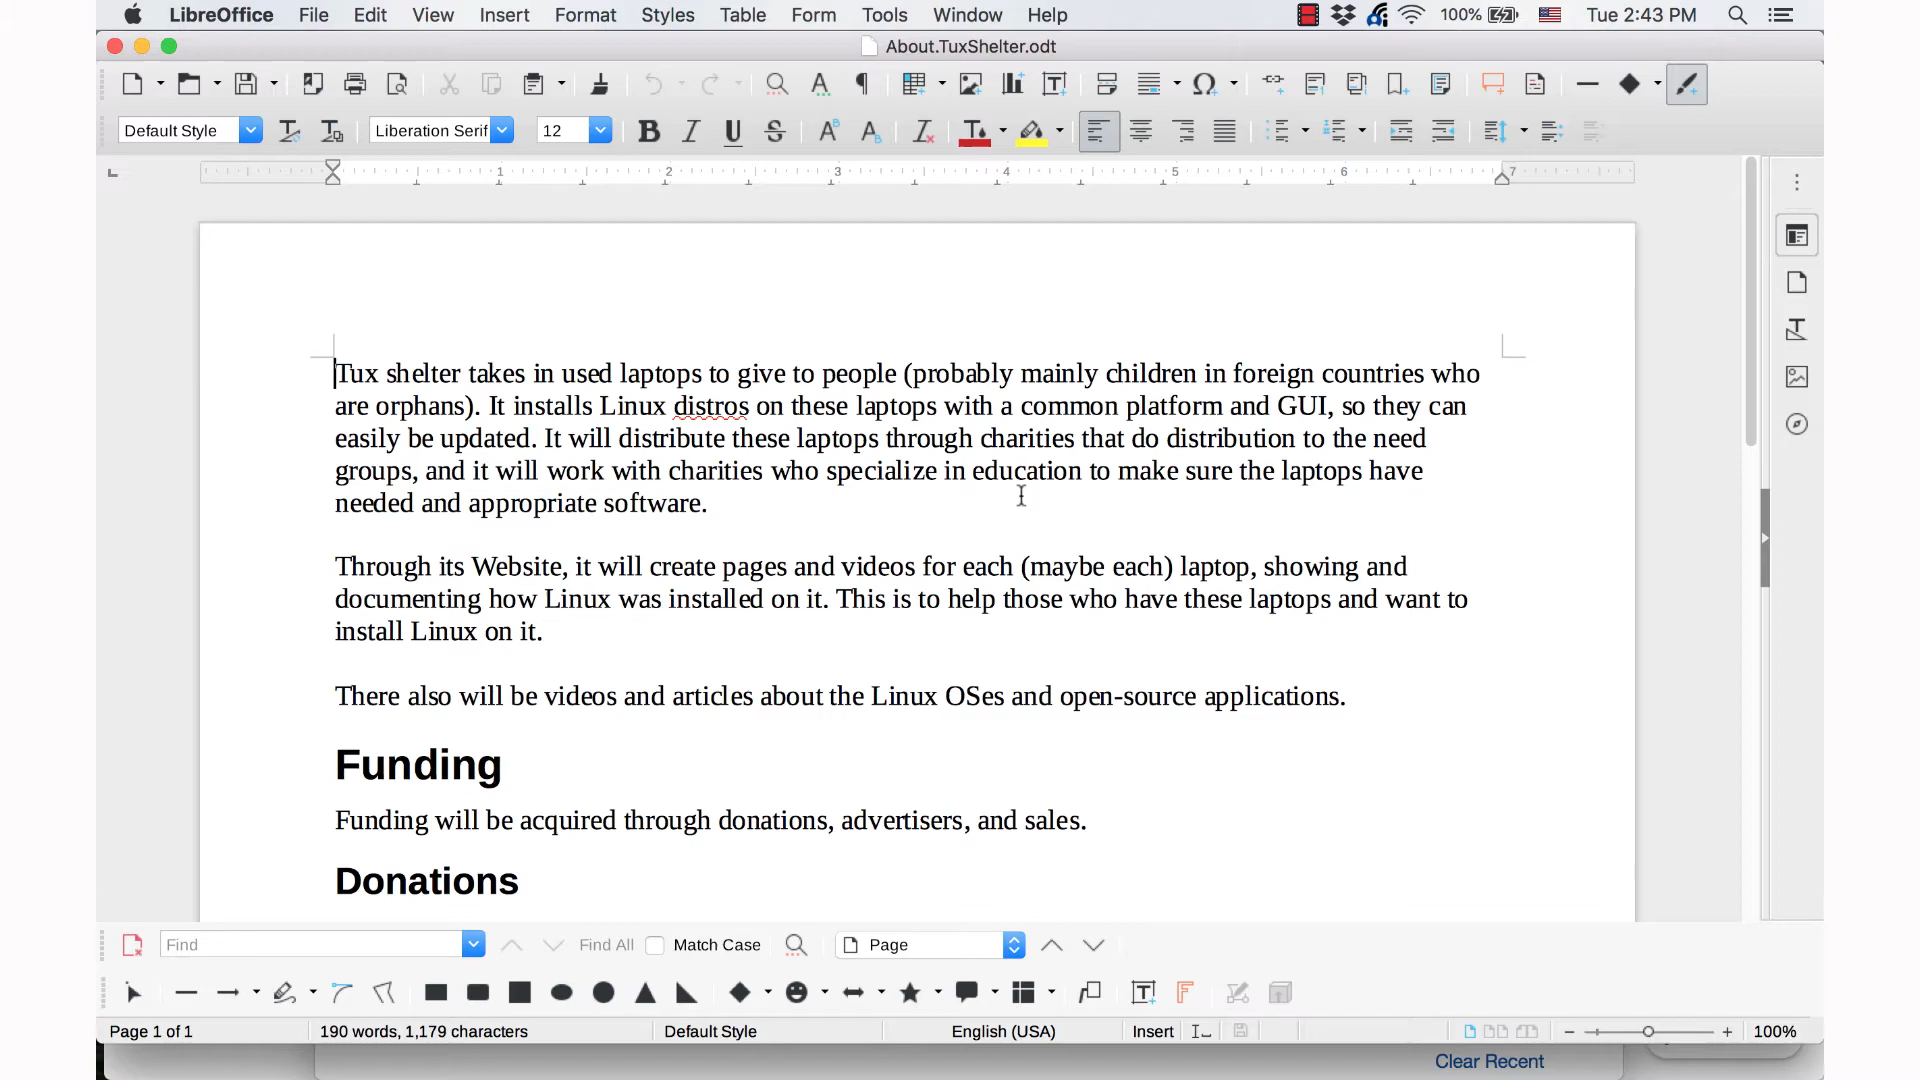 LibreOffice File Edit View Insert Format Styles Table Form Tools Window Help 100% Tue 2:43 PM
About.TuxShelter.odt
Default Style Liberation Serif 12
1 2 3 4 5 6 7
Tux shelter takes in used laptops to give to people (probably mainly children in foreign countries who
are orphans). It installs Linux distros on these laptops with a common platform and GUI, so they can
easily be updated. It will distribute these laptops through charities that do distribution to the need
groups, and it will work with charities who specialize in education to make sure the laptops have
needed and appropriate software.
Through its Website, it will create pages and videos for each (maybe each) laptop, showing and
documenting how Linux was installed on it. This is to help those who have these laptops and want to
install Linux on it.
There also will be videos and articles about the Linux OSes and open-source applications.
Funding
Funding will be acquired through donations, advertisers, and sales.
Donations
Find Find All Match Case Page
Page 1 of 1 190 words, 1,179 characters Default Style English (USA) Insert 100%
Clear Recent